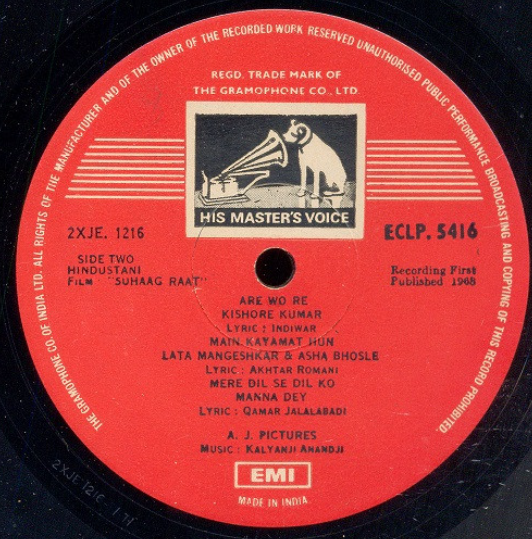 THE GRAMOPHONE CO. OF INDIA LTD. ALL RIGHTS OF THE MANUFACTURER AND OF THE OWNER OF THE RECORDED WORK RESERVED UNAUTHORISED PUBLIC PERFORMANCE BROADCASTING AND COPYING OF THIS RECORD PROHIBITED.
REGD. TRADE MARK OF
THE GRAMOPHONE CO., LTD.
HIS MASTER'S VOICE
2XJE. 1216
ECLP. 5416
SIDE TWO
HINDUSTANI
FILM : "SUHAAG RAAT"
Recording First
Published 1968
ARE WO RE
KISHORE KUMAR
LYRIC : INDIWAR
MAIN KAYAMAT HUN
LATA MANGESHKAR & ASHA BHOSLE
LYRIC : AKHTAR ROMANI
MERE DIL SE DIL KO
MANNA DEY
LYRIC : QAMAR JALALABADI
A. J. PICTURES
MUSIC : KALYANJI ANANDJI
EMI
MADE IN INDIA
2XJE 1216